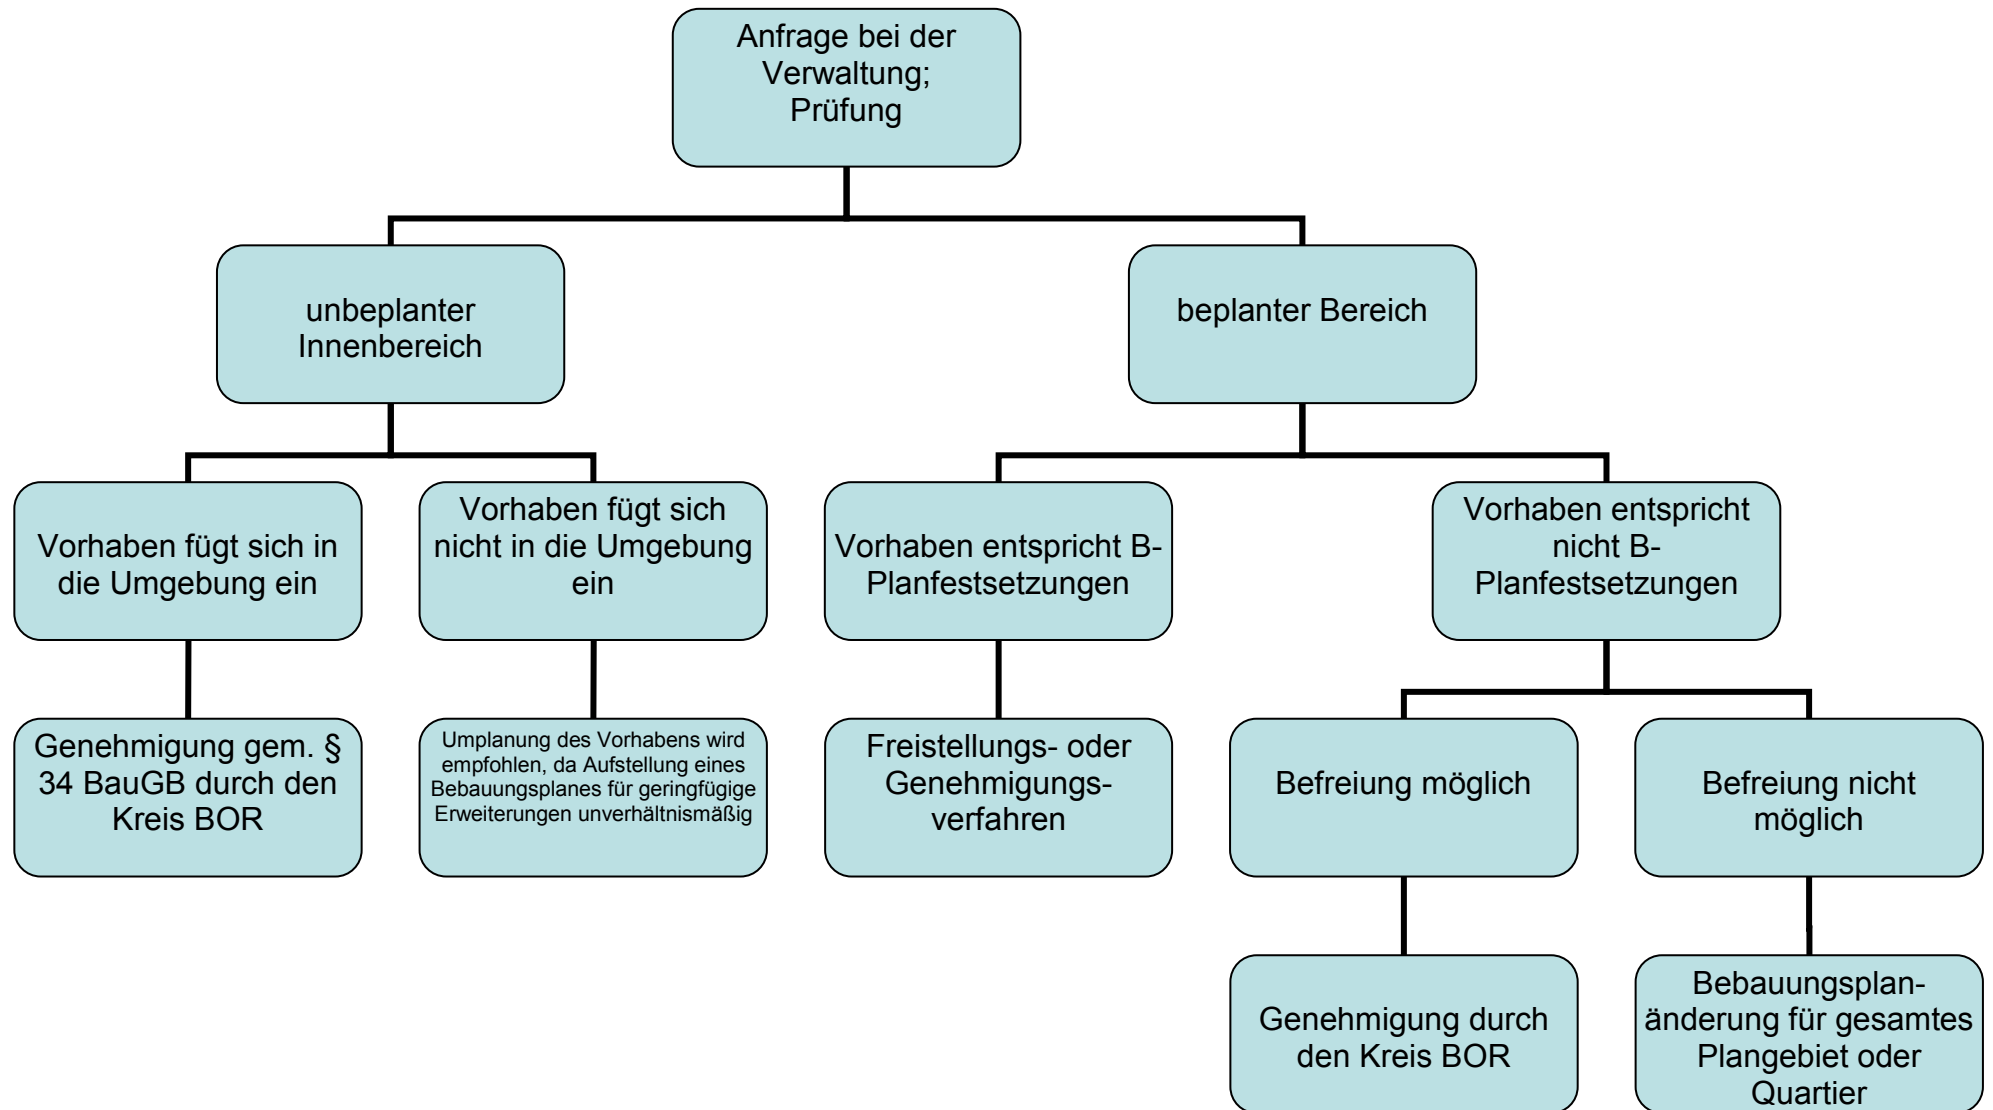 Anfrage bei der
Verwaltung;
Prüfung
unbeplanter
Innenbereich
beplanter Bereich
Vorhaben fügt sich in
die Umgebung ein
Vorhaben fügt sich
nicht in die Umgebung
ein
Vorhaben entspricht B-
Planfestsetzungen
Vorhaben entspricht
nicht B-
Planfestsetzungen
Genehmigung gem. §
34 BauGB durch den
Kreis BOR
Umplanung des Vorhabens wird
empfohlen, da Aufstellung eines
Bebauungsplanes für geringfügige
Erweiterungen unverhältnismäßig
Freistellungs- oder
Genehmigungs-
verfahren
Befreiung möglich
Befreiung nicht
möglich
Genehmigung durch
den Kreis BOR
Bebauungsplan-
änderung für gesamtes
Plangebiet oder
Quartier